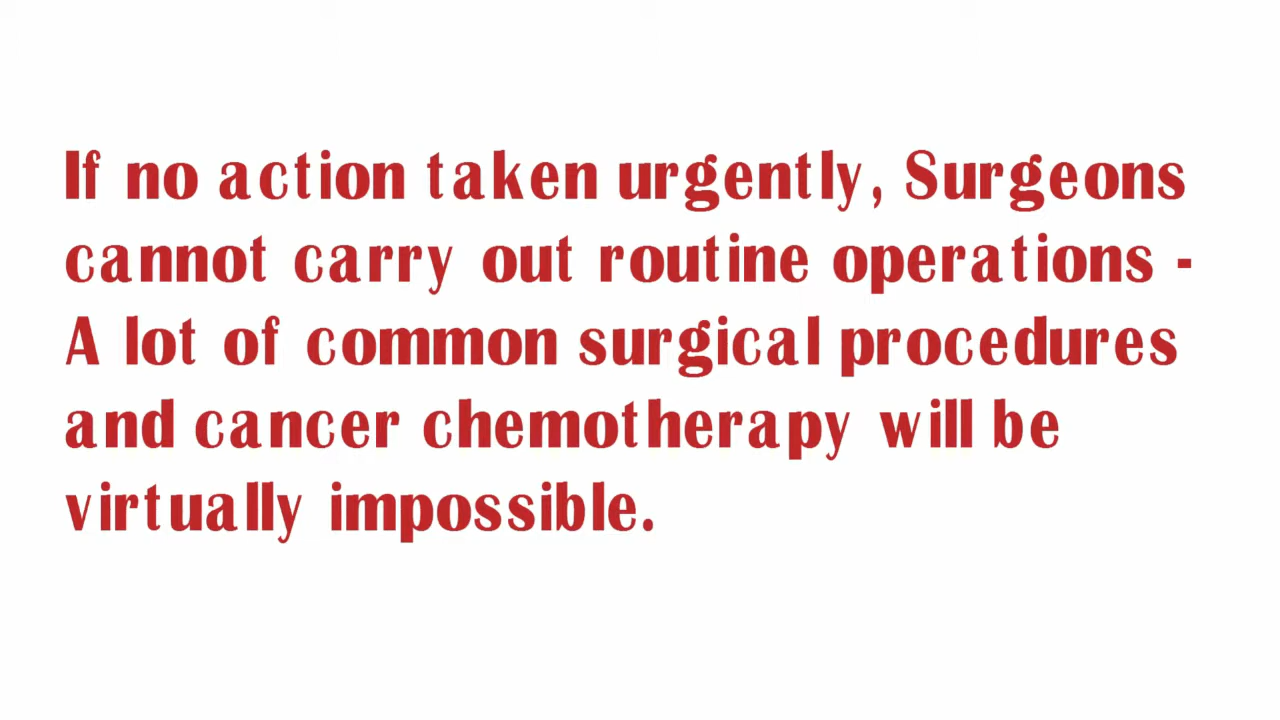 If no action taken urgently, Surgeons
cannot carry out routine operations -
A lot of common surgical procedures
and cancer chemotherapy will be
virtually impossible.